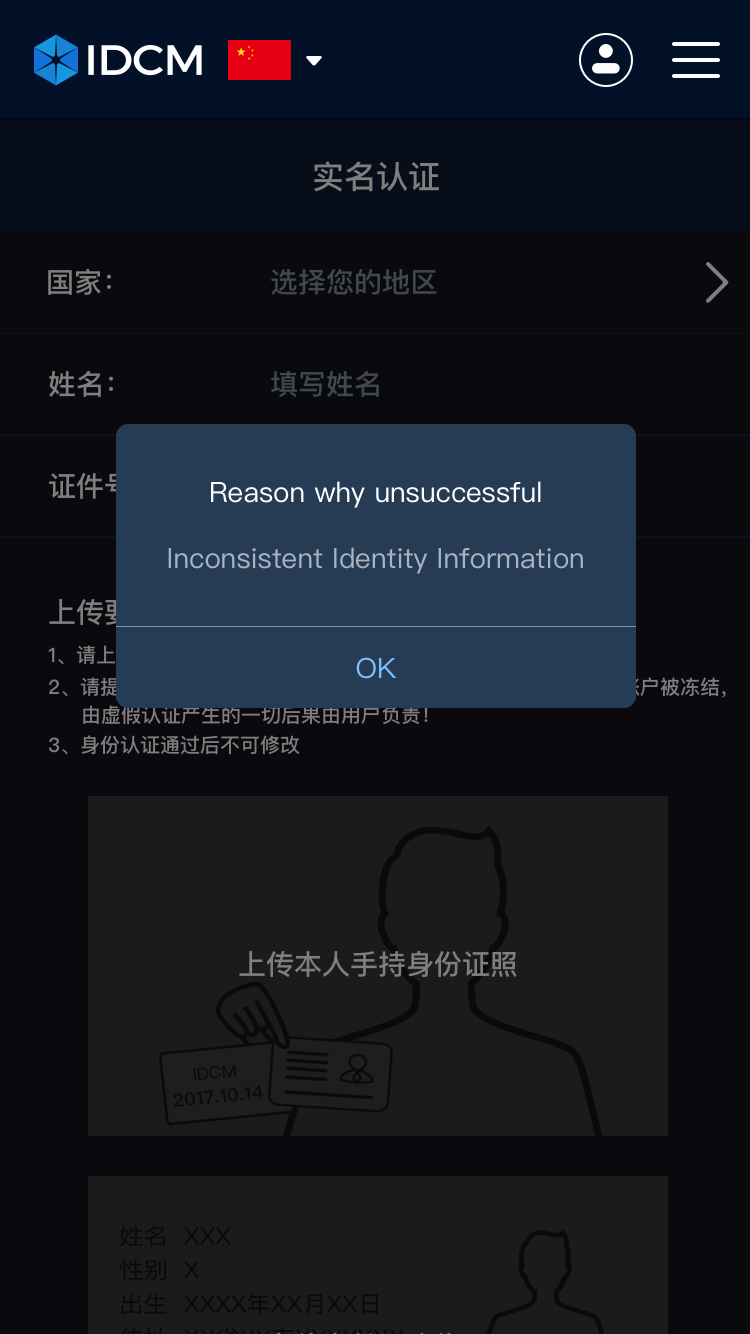 IDCM
实名认证
国家： 选择您的地区
姓名： 填写姓名
证件号
Reason why unsuccessful
Inconsistent Identity Information
OK
上传要
1、请上
2、请提 账户被冻结，
由虚假认证产生的一切后果由用户负责！
3、身份认证通过后不可修改
上传本人手持身份证照
IDCM
2017.10.14
姓名 XXX
性别 X
出生 XXXX年XX月XX日